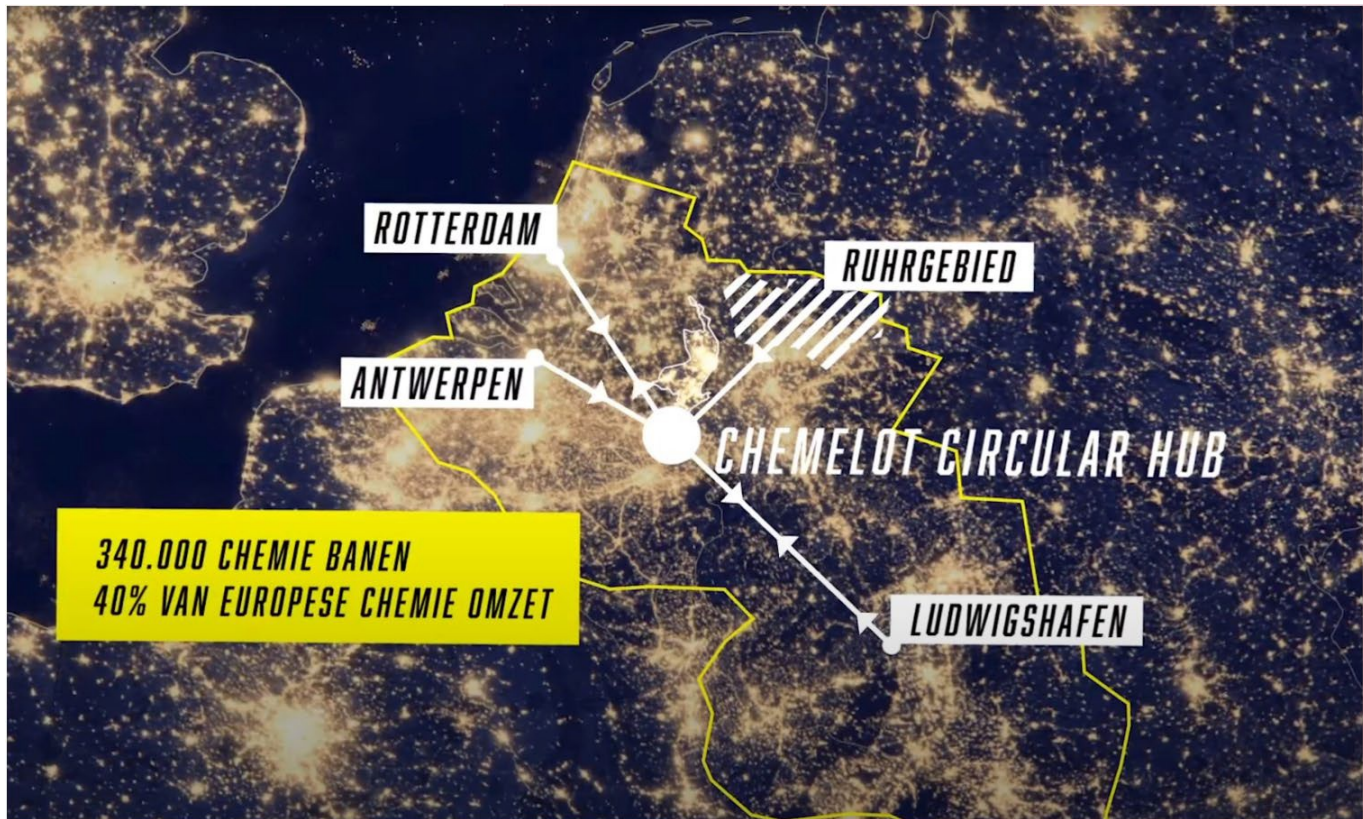 ROTTERDAM
RUHRGEBIED
ANTWERPEN
CHEMELOT CIRCULAR HUB
340.000 CHEMIE BANEN
40% VAN EUROPESE CHEMIE OMZET
LUDWIGSHAFEN